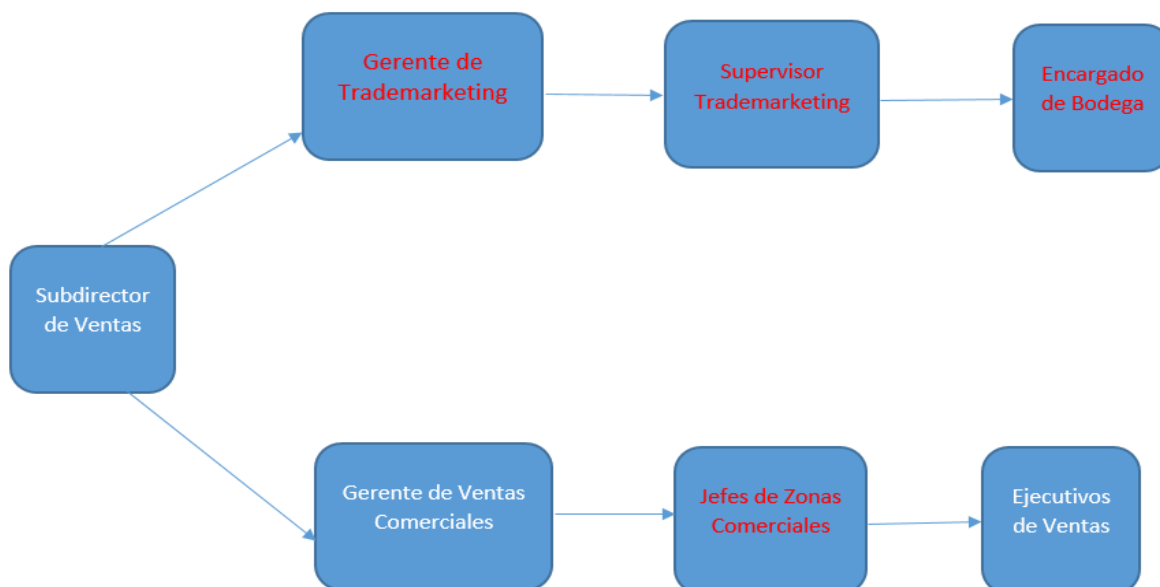 Gerente de
Trademarketing
Supervisor
Trademarketing
Encargado
de Bodega
Subdirector
de Ventas
Gerente de Ventas
Comerciales
Jefes de Zonas
Comerciales
Ejecutivos
de Ventas